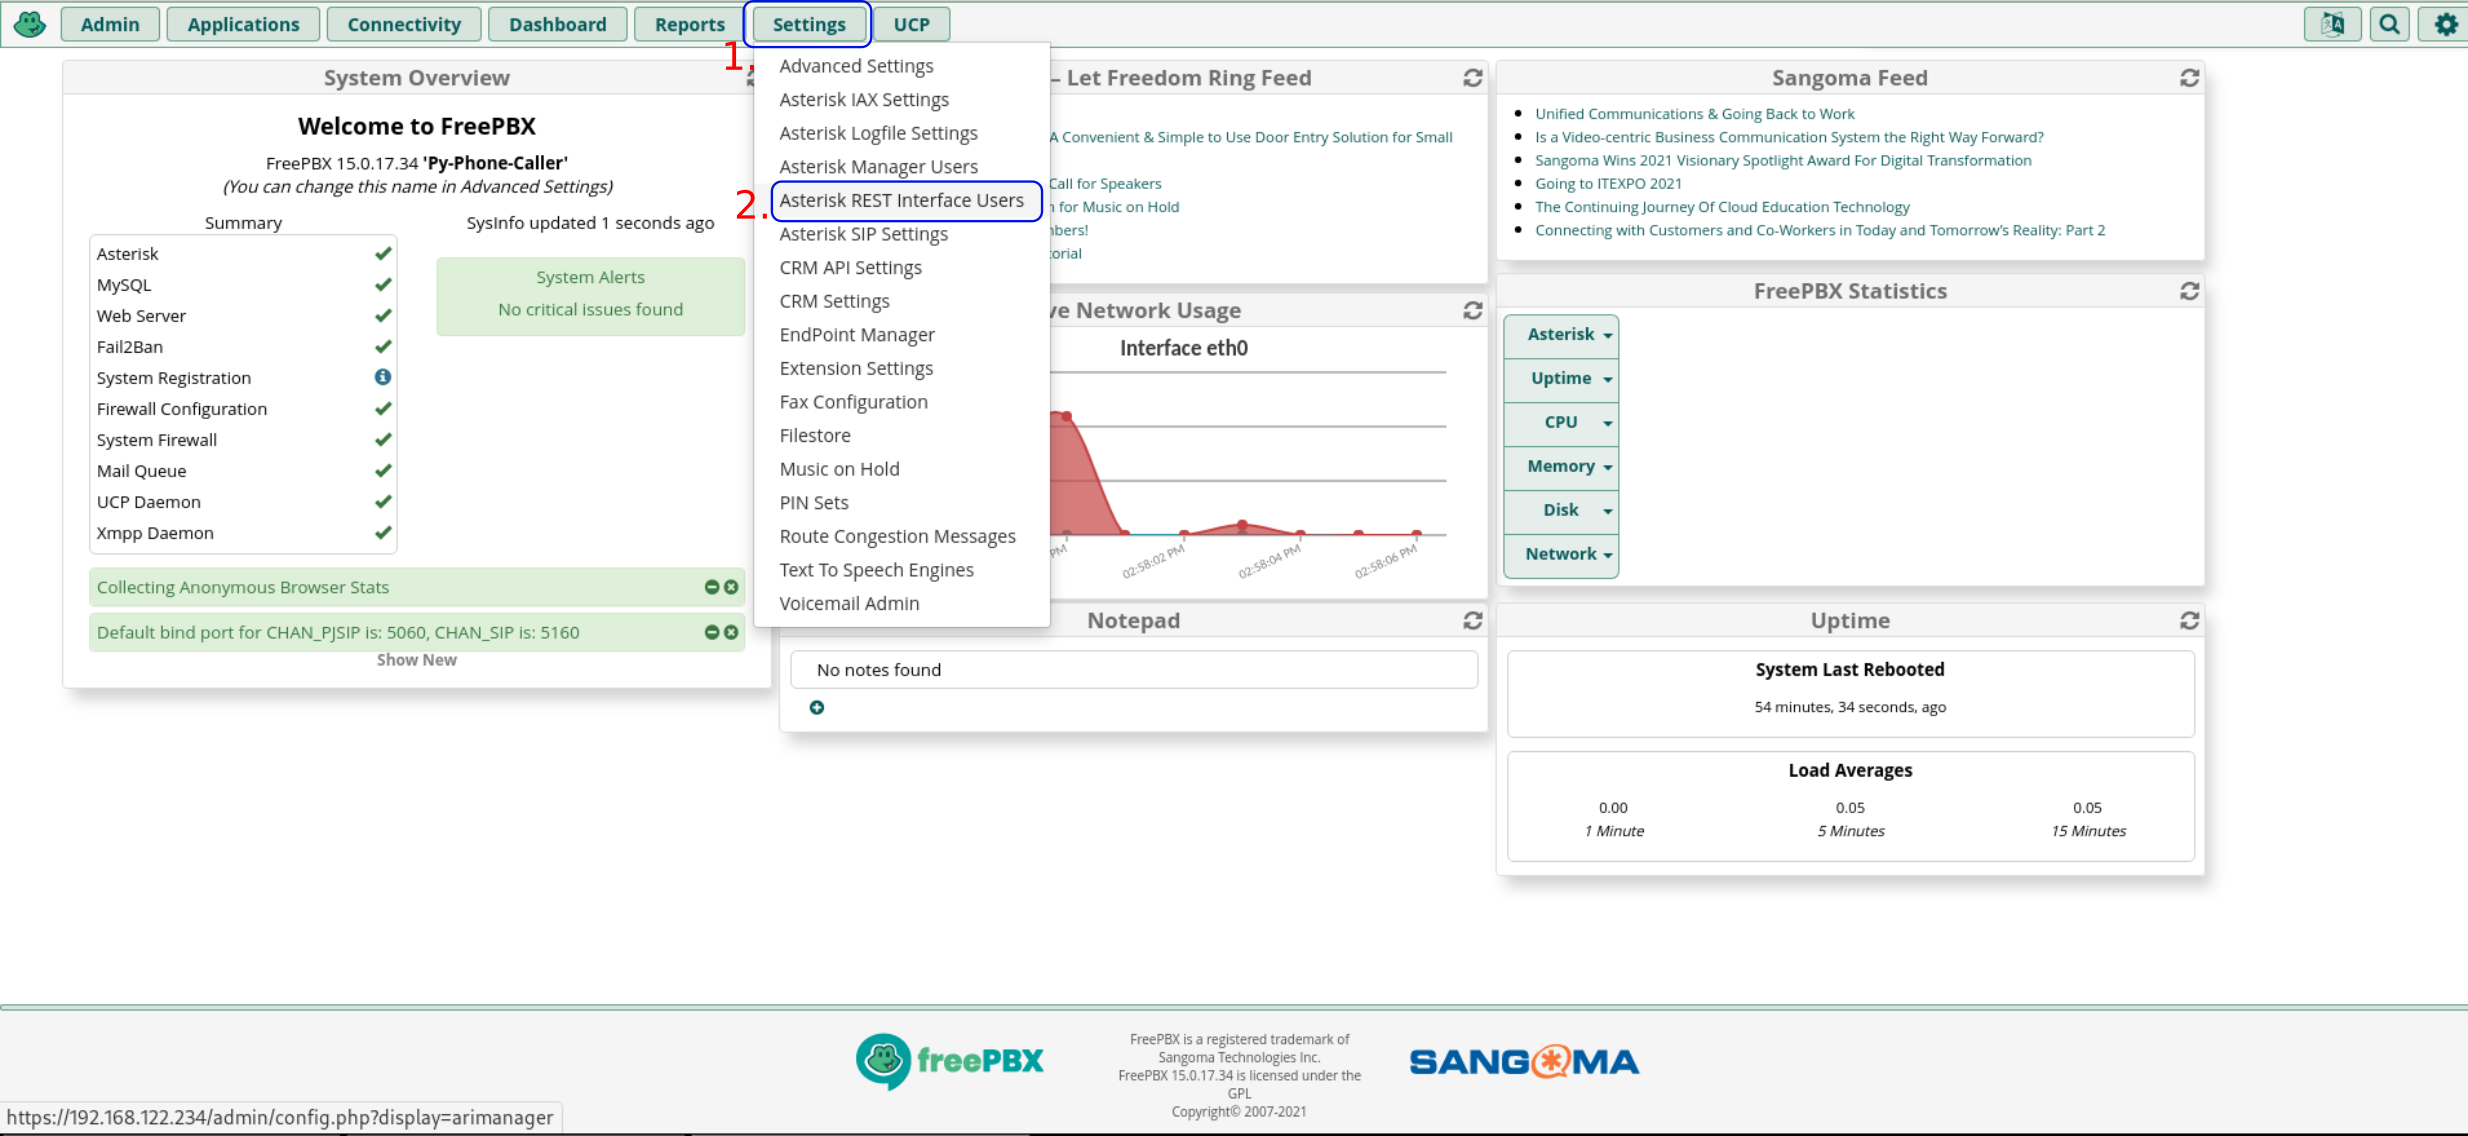 Admin
Applications
Connectivity
Dashboard
Reports
Settings
UCP
1.
2.
Advanced Settings
Asterisk IAX Settings
Asterisk Logfile Settings
Asterisk Manager Users
Asterisk REST Interface Users
Asterisk SIP Settings
CRM API Settings
CRM Settings
EndPoint Manager
Extension Settings
Fax Configuration
Filestore
Music on Hold
PIN Sets
Route Congestion Messages
Text To Speech Engines
Voicemail Admin
System Overview
Welcome to FreePBX
FreePBX 15.0.17.34 'Py-Phone-Caller'
(You can change this name in Advanced Settings)
Summary
SysInfo updated 1 seconds ago
Asterisk
MySQL
Web Server
Fail2Ban
System Registration
Firewall Configuration
System Firewall
Mail Queue
UCP Daemon
Xmpp Daemon
System Alerts
No critical issues found
Collecting Anonymous Browser Stats
Default bind port for CHAN_PJSIP is: 5060, CHAN_SIP is: 5160
Show New
– Let Freedom Ring Feed
A Convenient & Simple to Use Door Entry Solution for Small
Call for Speakers
for Music on Hold
Network Usage
Interface eth0
PM
02:58:02 PM
02:58:04 PM
02:58:06 PM
Notepad
No notes found
Sangoma Feed
Unified Communications & Going Back to Work
Is a Video-centric Business Communication System the Right Way Forward?
Sangoma Wins 2021 Visionary Spotlight Award For Digital Transformation
Going to ITEXPO 2021
The Continuing Journey Of Cloud Education Technology
Connecting with Customers and Co-Workers in Today and Tomorrow's Reality: Part 2
FreePBX Statistics
Asterisk
Uptime
CPU
Memory
Disk
Network
Uptime
System Last Rebooted
54 minutes, 34 seconds, ago
Load Averages
0.00 0.05 0.05
1 Minute 5 Minutes 15 Minutes
freePBX
FreePBX is a registered trademark of
Sangoma Technologies Inc.
FreePBX 15.0.17.34 is licensed under the
GPL
Copyright© 2007-2021
SANGOMA
https://192.168.122.234/admin/config.php?display=arimanager